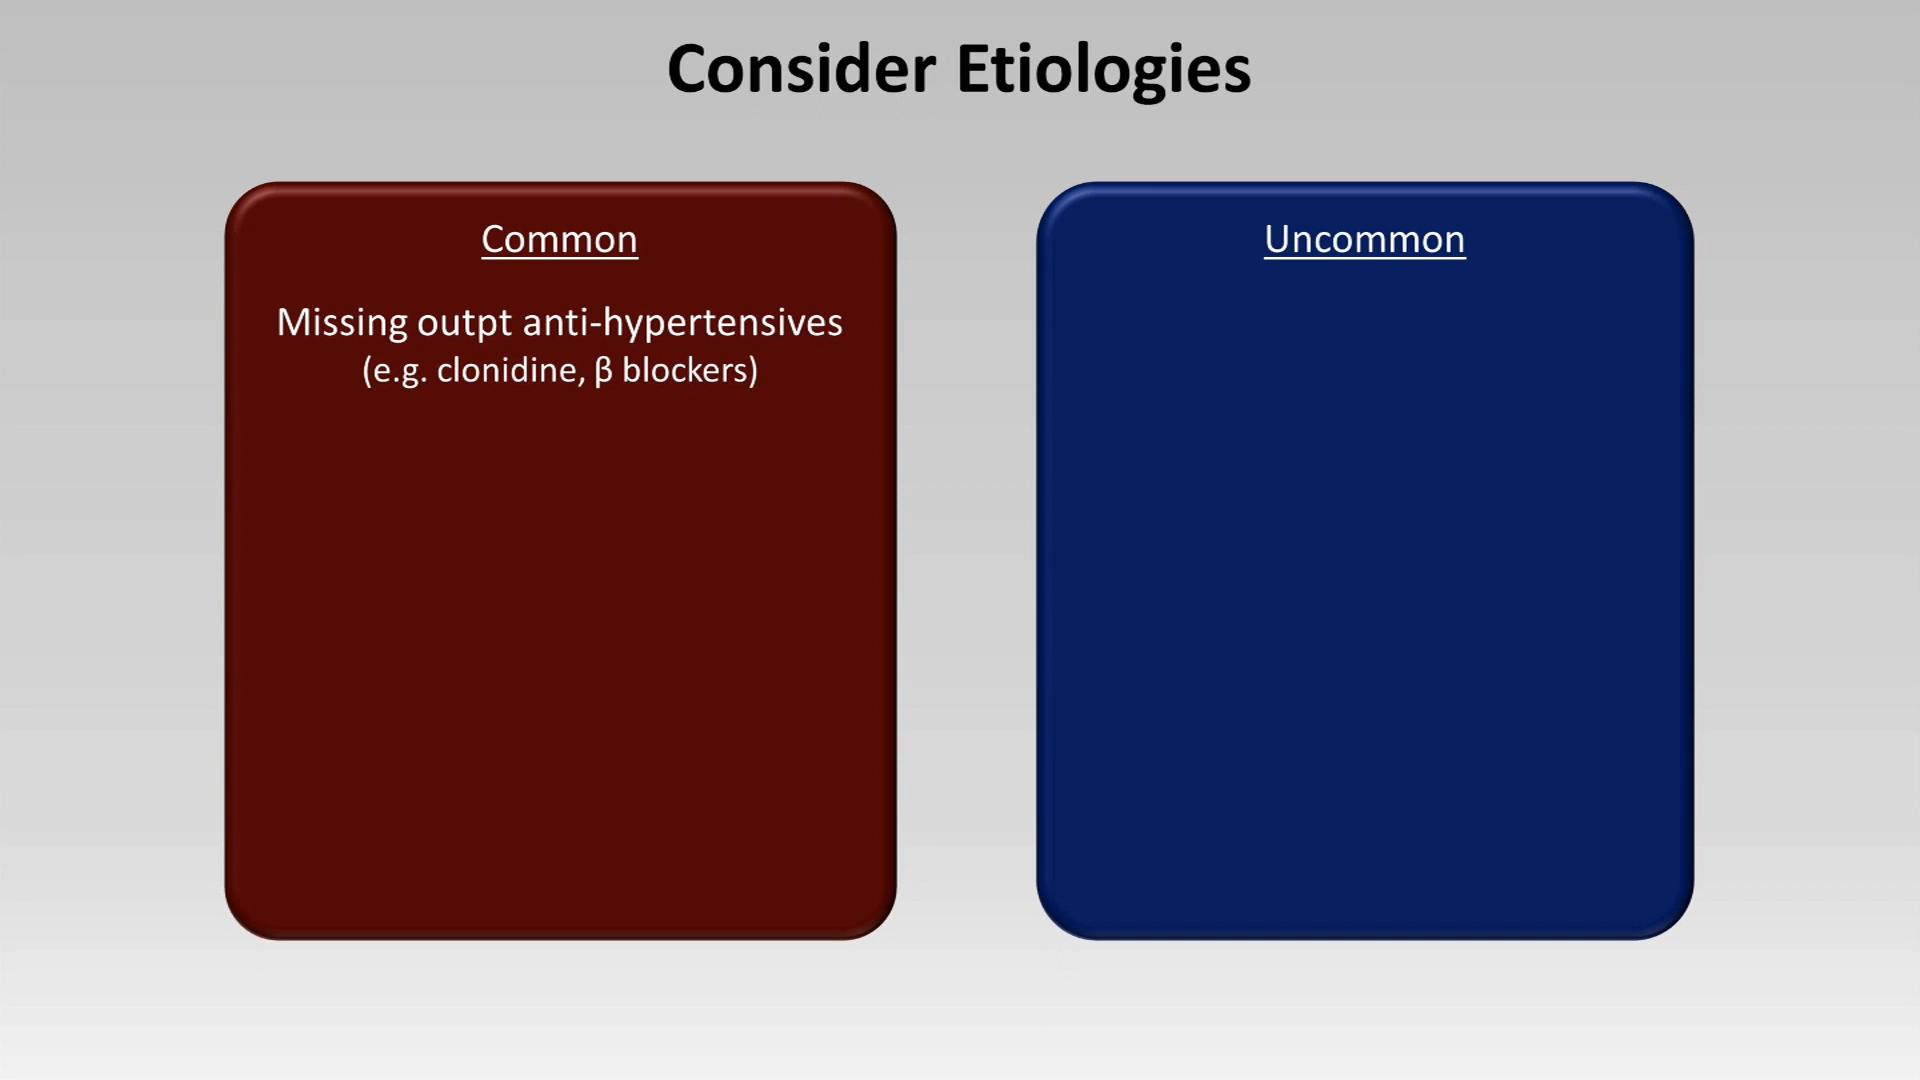 Consider Etiologies
Common
Missing outpt anti-hypertensives
(e.g. clonidine, β blockers)
Uncommon